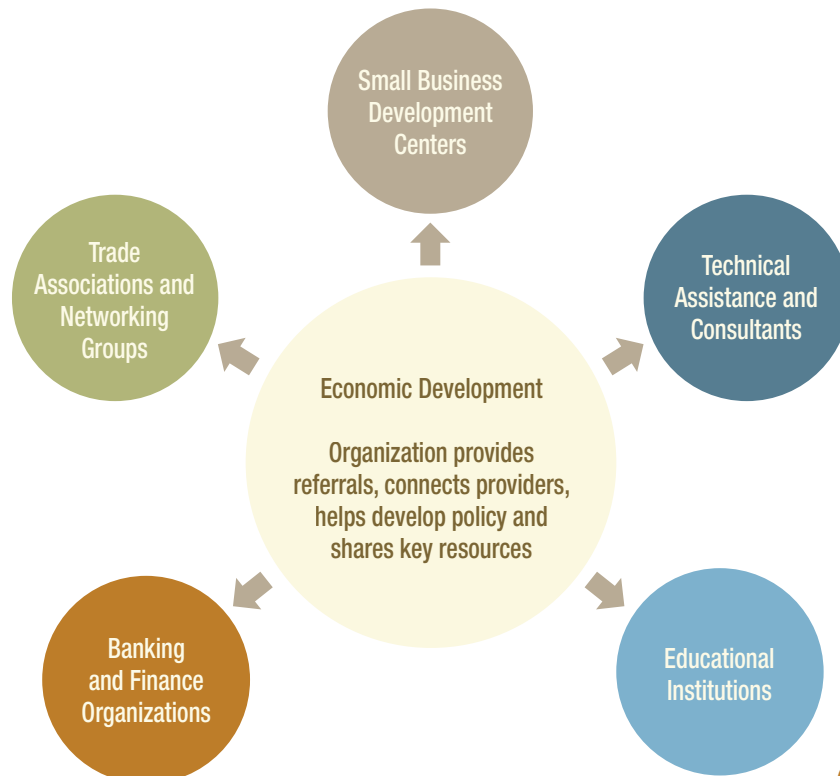 Small Business
Development
Centers
Trade
Associations and
Networking
Groups
Technical
Assistance and
Consultants
Economic Development
Organization provides
referrals, connects providers,
helps develop policy and
shares key resources
Banking
and Finance
Organizations
Educational
Institutions